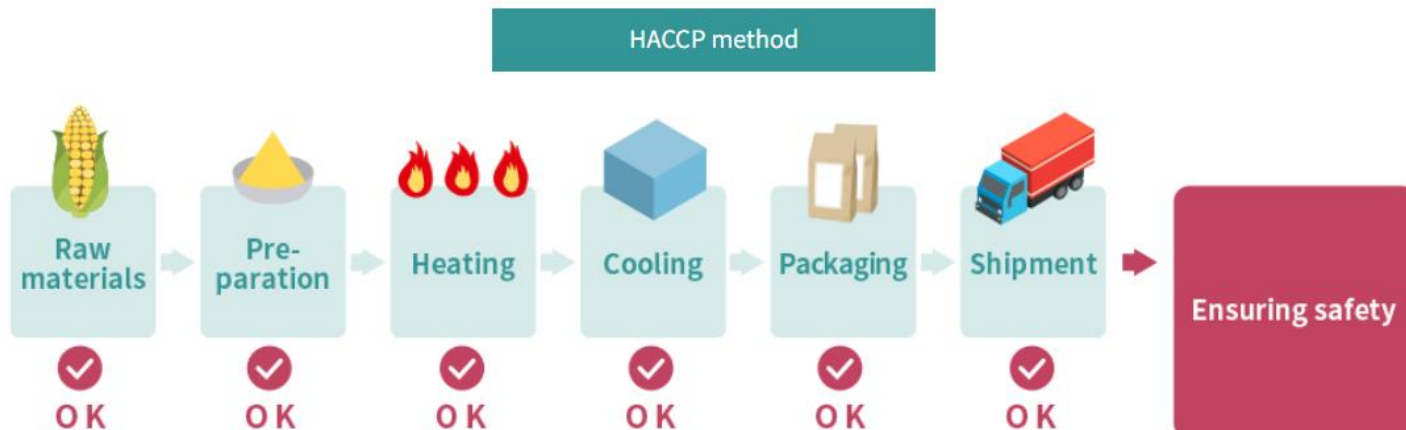 HACCP method
Raw
materials
Pre-
paration
Heating
Cooling
Packaging
Shipment
Ensuring safety
OK
OK
OK
OK
OK
OK